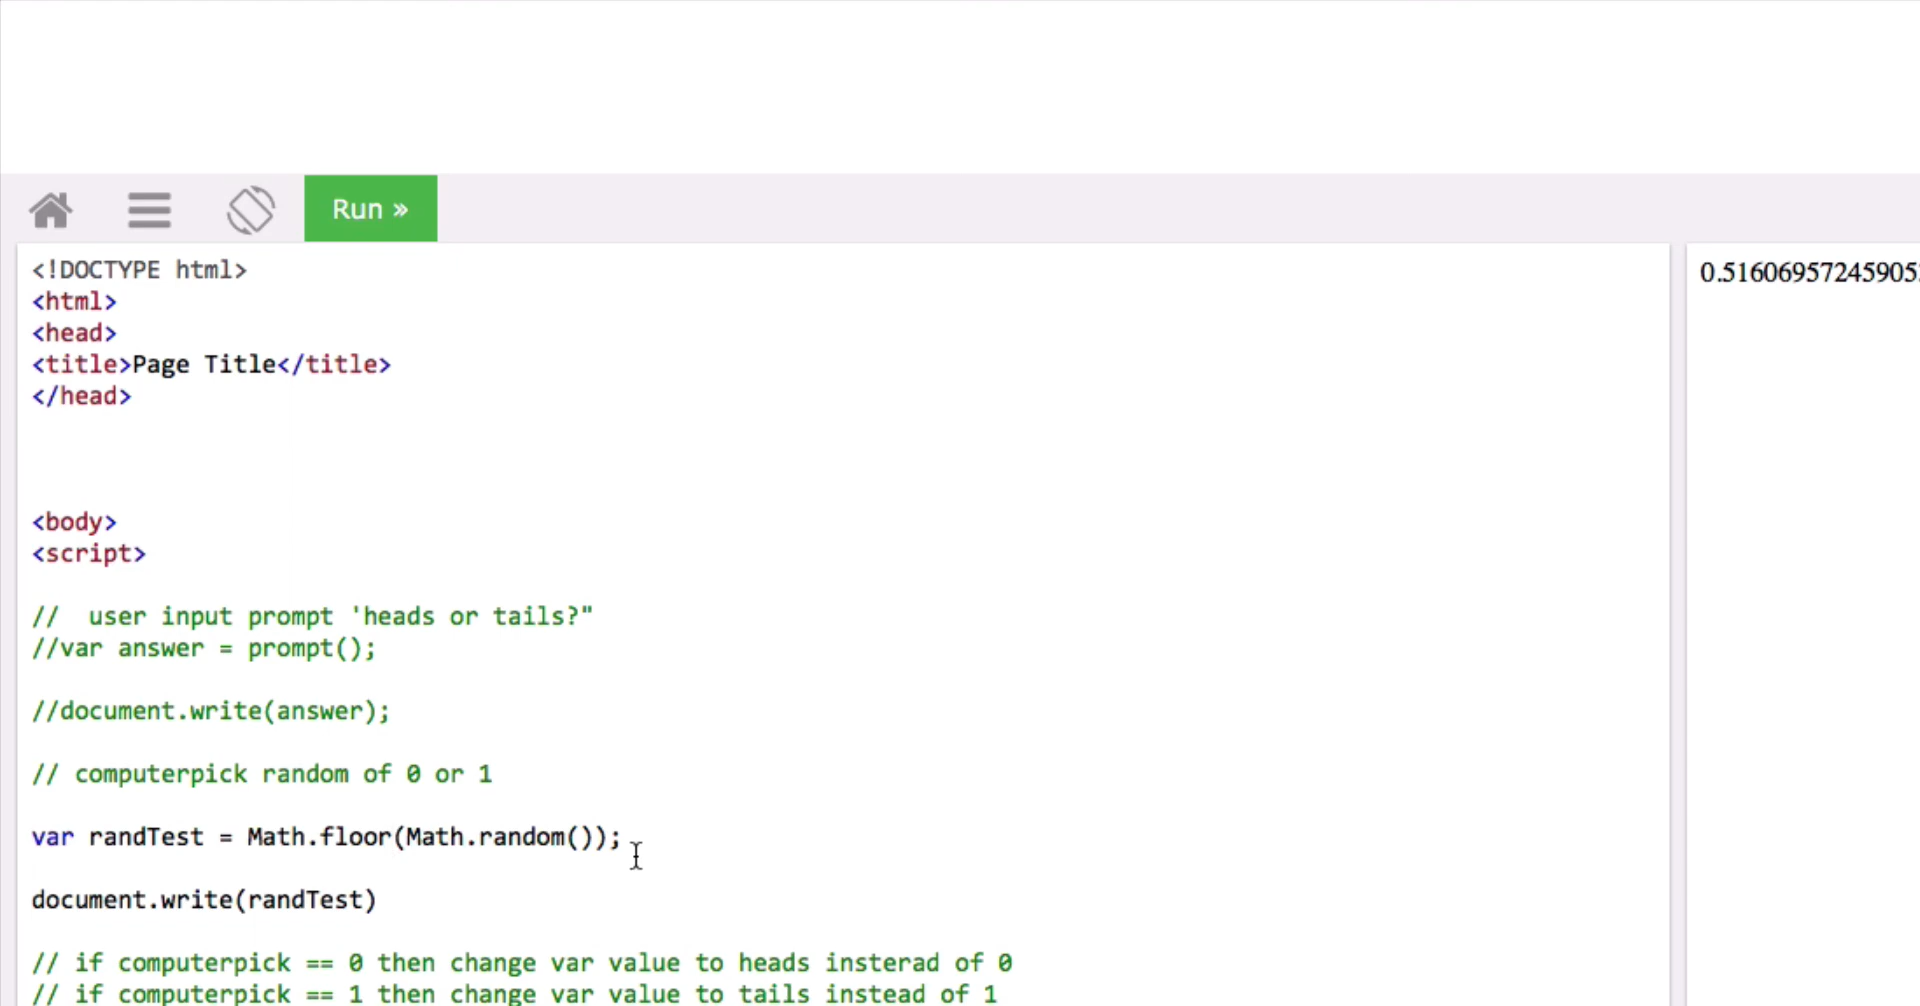 Run »
<!DOCTYPE html>
<html>
<head>
<title>Page Title</title>
</head>
<body>
<script>
//  user input prompt 'heads or tails?"
//var answer = prompt();
//document.write(answer);
// computerpick random of 0 or 1
var randTest = Math.floor(Math.random());
document.write(randTest)
// if computerpick == 0 then change var value to heads insterad of 0
// if computerpick == 1 then change var value to tails instead of 1
0.51606957245905